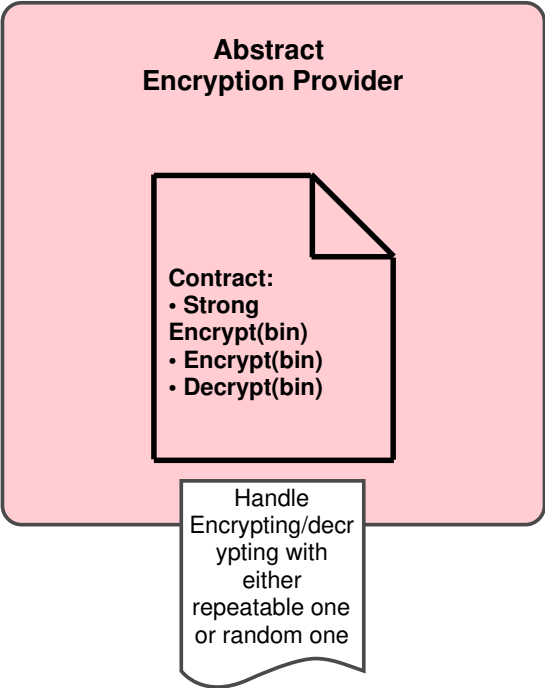 Abstract
Encryption Provider
Contract:
• Strong
Encrypt(bin)
• Encrypt(bin)
• Decrypt(bin)
Handle
Encrypting/decr
ypting with
either
repeatable one
or random one